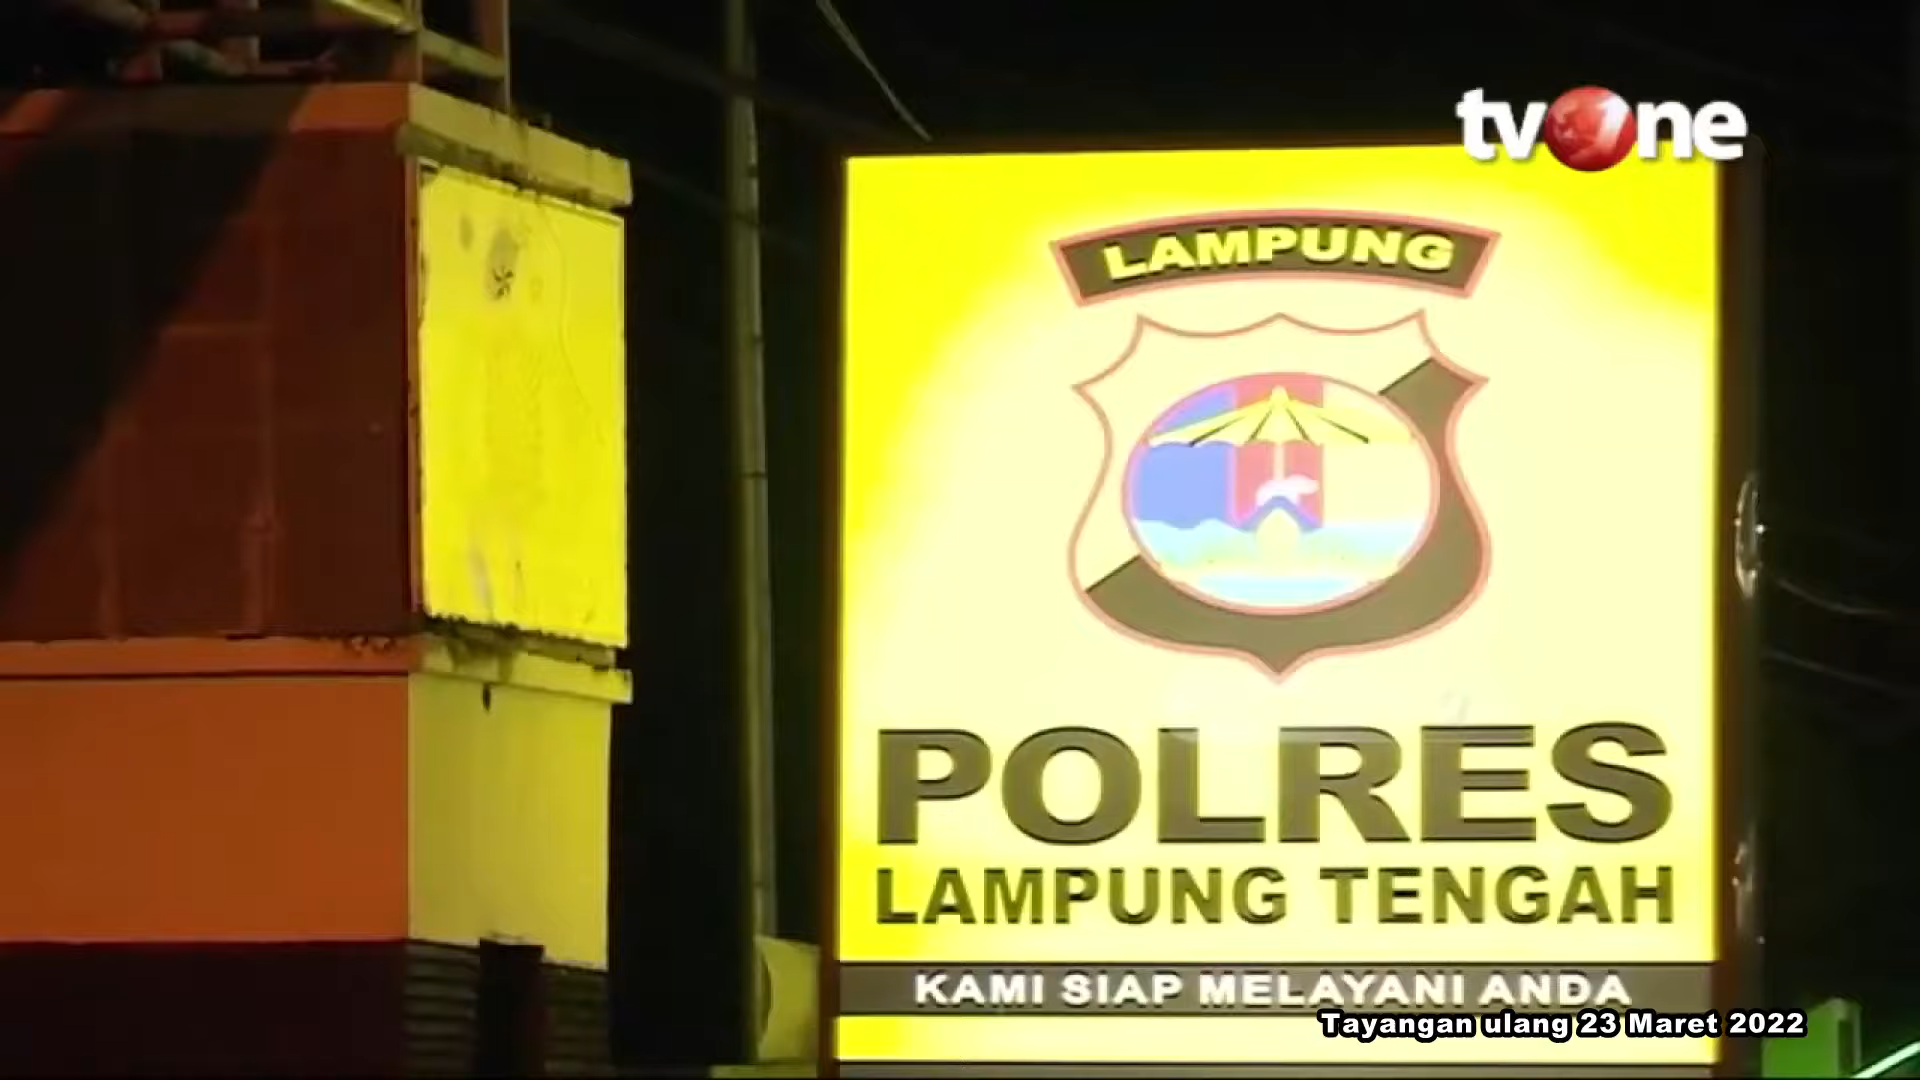 tvOne
LAMPUNG
POLRES
LAMPUNG TENGAH
KAMI SIAP MELAYANI ANDA
Tayangan ulang 23 Maret 2022